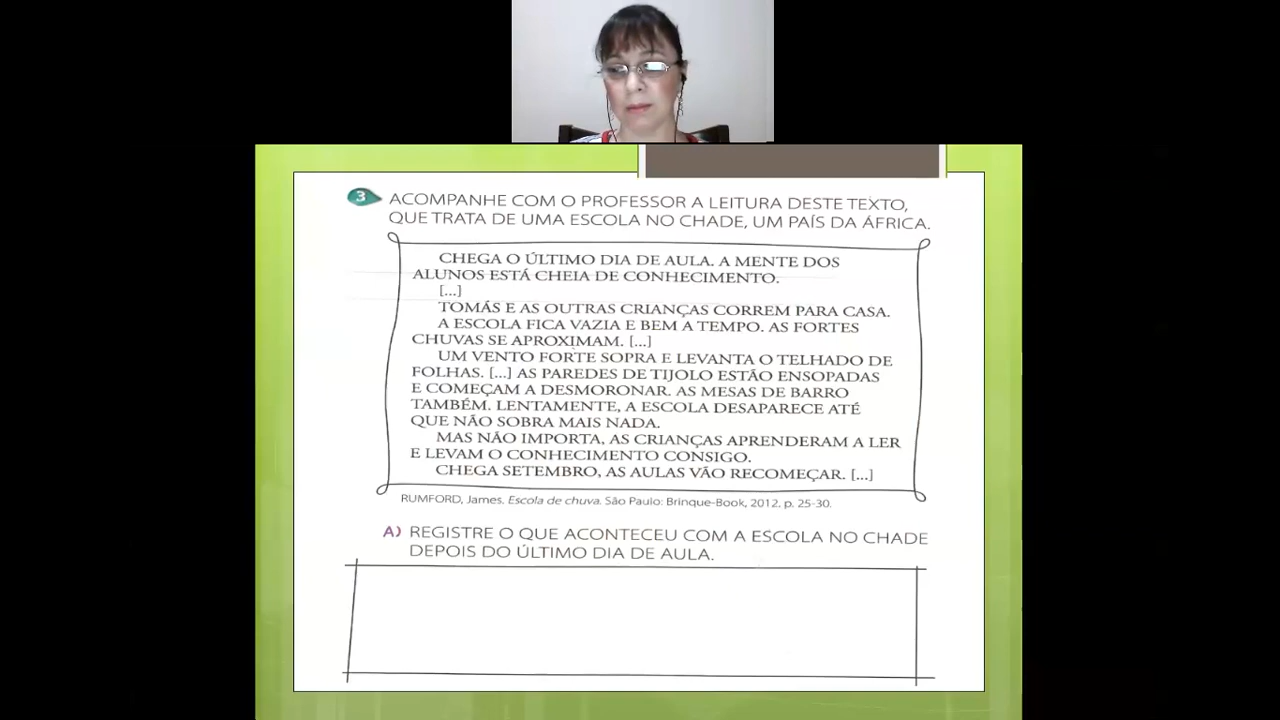 3
ACOMPANHE COM O PROFESSOR A LEITURA DESTE TEXTO,
QUE TRATA DE UMA ESCOLA NO CHADE, UM PAÍS DA ÁFRICA.
CHEGA O ÚLTIMO DIA DE AULA. A MENTE DOS
ALUNOS ESTÁ CHEIA DE CONHECIMENTO.
[...]
TOMÁS E AS OUTRAS CRIANÇAS CORREM PARA CASA.
A ESCOLA FICA VAZIA E BEM A TEMPO. AS FORTES
CHUVAS SE APROXIMAM. [...]
UM VENTO FORTE SOPRA E LEVANTA O TELHADO DE
FOLHAS. [...] AS PAREDES DE TIJOLO ESTÃO ENSOPADAS
E COMEÇAM A DESMORONAR. AS MESAS DE BARRO
TAMBÉM. LENTAMENTE, A ESCOLA DESAPARECE ATÉ
QUE NÃO SOBRA MAIS NADA.
MAS NÃO IMPORTA, AS CRIANÇAS APRENDERAM A LER
E LEVAM O CONHECIMENTO CONSIGO.
CHEGA SETEMBRO, AS AULAS VÃO RECOMEÇAR. [...]
RUMFORD, James. Escola de chuva. São Paulo: Brinque-Book, 2012. p. 25-30.
A) REGISTRE O QUE ACONTECEU COM A ESCOLA NO CHADE
DEPOIS DO ÚLTIMO DIA DE AULA.